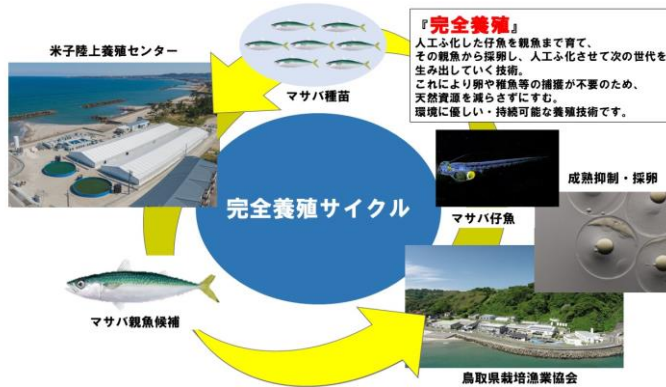 『完全養殖』
人工ふ化した仔魚を親魚まで育て、
その親魚から採卵し、人工ふ化させて次の世代を
生み出していく技術。
これにより卵や稚魚等の捕獲が不要のため、
天然資源を減らさずにすむ。
環境に優しい・持続可能な養殖技術です。
米子陸上養殖センター
マサバ種苗
成熟抑制・採卵
マサバ仔魚
完全養殖サイクル
マサバ親魚候補
鳥取県栽培漁業協会